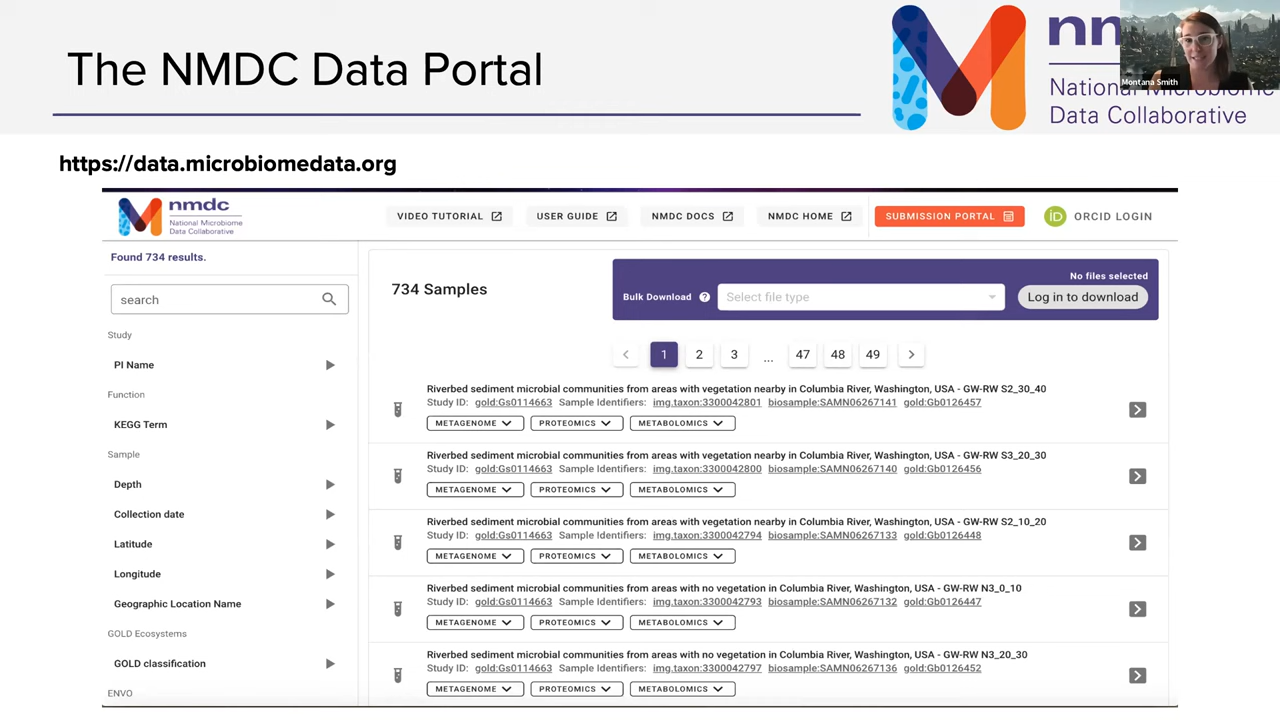 The NMDC Data Portal
nm
National Microbiome
Data Collaborative
Montana Smith
https://data.microbiomedata.org
nmdc
National Microbiome
Data Collaborative
VIDEO TUTORIAL
USER GUIDE
NMDC DOCS
NMDC HOME
SUBMISSION PORTAL
iD
ORCID LOGIN
Found 734 results.
search
Study
PI Name
Function
KEGG Term
Sample
Depth
Collection date
Latitude
Longitude
Geographic Location Name
GOLD Ecosystems
GOLD classification
ENVO
734 Samples
No files selected
Bulk Download ? Select file type Log in to download
1 2 3 ... 47 48 49
Riverbed sediment microbial communities from areas with vegetation nearby in Columbia River, Washington, USA - GW-RW S2_30_40
Study ID: gold:Gs0114663 Sample Identifiers: img.taxon:3300042801 biosample:SAMN06267141 gold:Gb0126457
METAGENOME PROTEOMICS METABOLOMICS
Riverbed sediment microbial communities from areas with vegetation nearby in Columbia River, Washington, USA - GW-RW S3_20_30
Study ID: gold:Gs0114663 Sample Identifiers: img.taxon:3300042800 biosample:SAMN06267140 gold:Gb0126456
METAGENOME PROTEOMICS METABOLOMICS
Riverbed sediment microbial communities from areas with vegetation nearby in Columbia River, Washington, USA - GW-RW S2_10_20
Study ID: gold:Gs0114663 Sample Identifiers: img.taxon:3300042794 biosample:SAMN06267133 gold:Gb0126448
METAGENOME PROTEOMICS METABOLOMICS
Riverbed sediment microbial communities from areas with no vegetation in Columbia River, Washington, USA - GW-RW N3_0_10
Study ID: gold:Gs0114663 Sample Identifiers: img.taxon:3300042793 biosample:SAMN06267132 gold:Gb0126447
METAGENOME PROTEOMICS METABOLOMICS
Riverbed sediment microbial communities from areas with no vegetation in Columbia River, Washington, USA - GW-RW N3_20_30
Study ID: gold:Gs0114663 Sample Identifiers: img.taxon:3300042797 biosample:SAMN06267136 gold:Gb0126452
METAGENOME PROTEOMICS METABOLOMICS